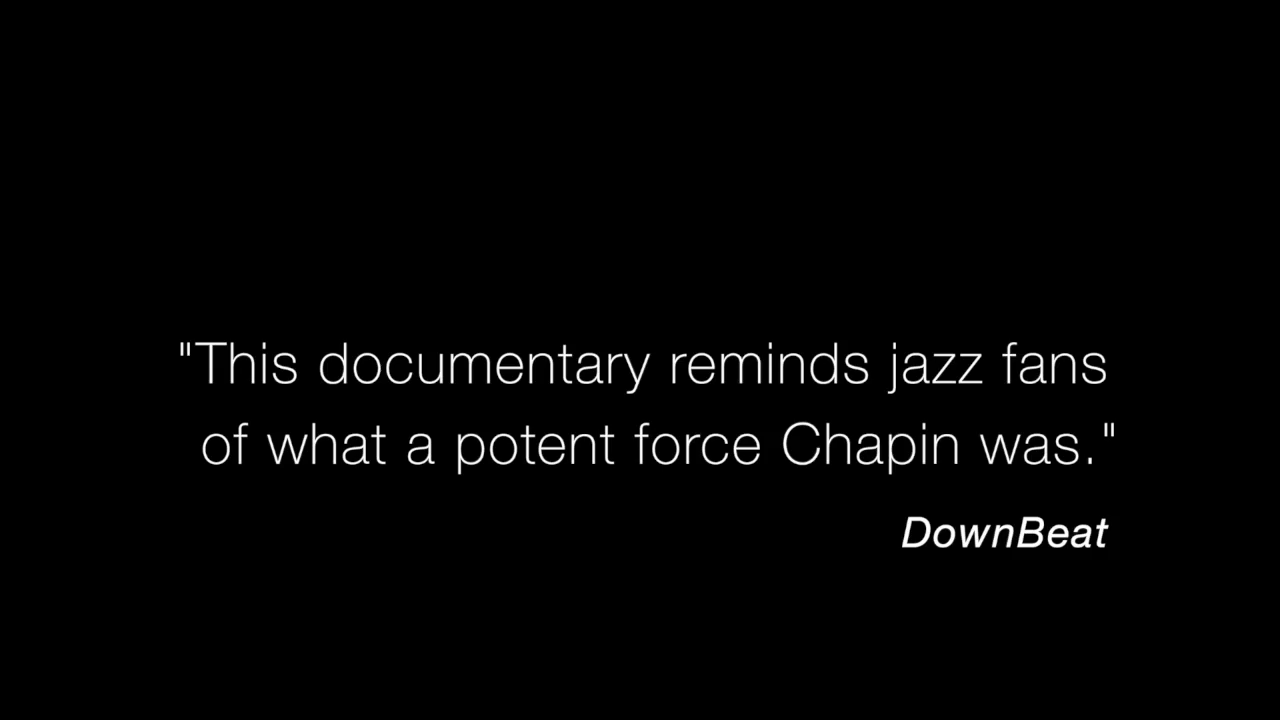 "This documentary reminds jazz fans
of what a potent force Chapin was."
DownBeat